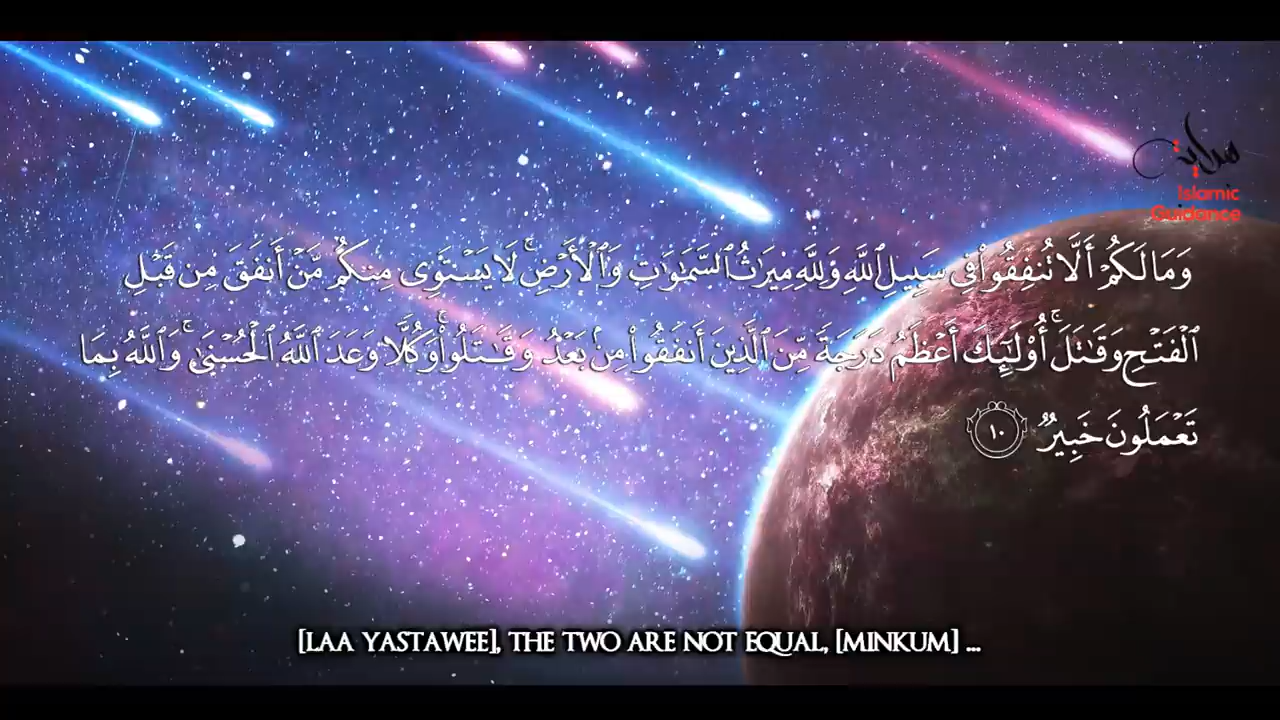 هداية
Islamic
Guidance
وَمَا لَكُمْ أَلَّا تُنفِقُوا۟ فِى سَبِيلِ ٱللَّهِ وَلِلَّهِ مِيرَٰثُ ٱلسَّمَٰوَٰتِ وَٱلْأَرْضِ ۚ لَا يَسْتَوِى مِنكُم مَّنْ أَنفَقَ مِن قَبْلِ
ٱلْفَتْحِ وَقَٰتَلَ ۚ أُو۟لَٰٓئِكَ أَعْظَمُ دَرَجَةً مِّنَ ٱلَّذِينَ أَنفَقُوا۟ مِنۢ بَعْدُ وَقَٰتَلُوا۟ ۚ وَكُلًّا وَعَدَ ٱللَّهُ ٱلْحُسْنَىٰ ۚ وَٱللَّهُ بِمَا
تَعْمَلُونَ خَبِيرٌ ١٠
[LAA YASTAWEE], THE TWO ARE NOT EQUAL, [MINKUM] ...